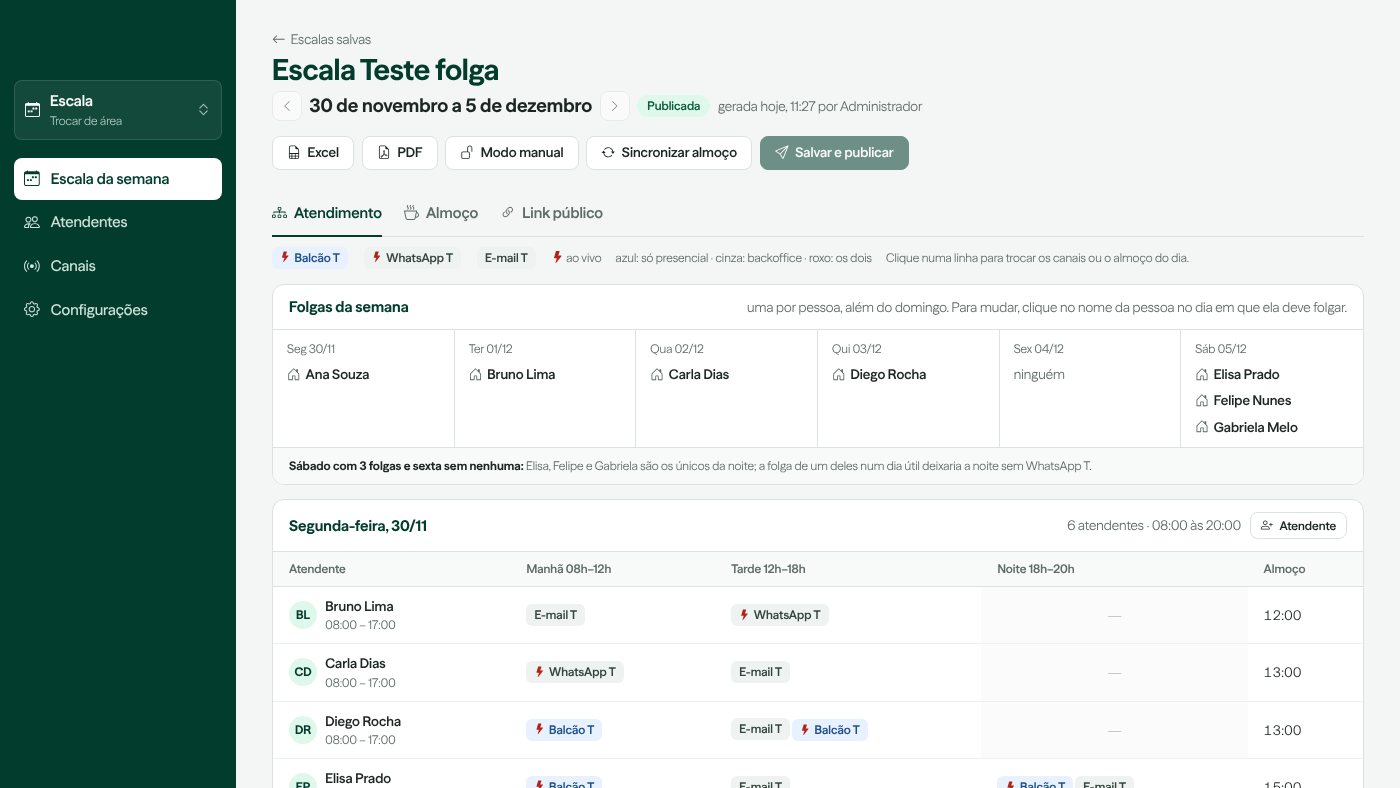 Escala
Trocar de área
Escala da semana
Atendentes
Canais
Configurações
← Escalas salvas
Escala Teste folga
30 de novembro a 5 de dezembro
Publicada
gerada hoje, 11:27 por Administrador
Excel
PDF
Modo manual
Sincronizar almoço
Salvar e publicar
Atendimento
Almoço
Link público
Balcão T
WhatsApp T
E-mail T
ao vivo
azul: só presencial · cinza: backoffice · roxo: os dois
Clique numa linha para trocar os canais ou o almoço do dia.
Folgas da semana
uma por pessoa, além do domingo. Para mudar, clique no nome da pessoa no dia em que ela deve folgar.
Seg 30/11
Ana Souza
Ter 01/12
Bruno Lima
Qua 02/12
Carla Dias
Qui 03/12
Diego Rocha
Sex 04/12
ninguém
Sáb 05/12
Elisa Prado
Felipe Nunes
Gabriela Melo
Sábado com 3 folgas e sexta sem nenhuma: Elisa, Felipe e Gabriela são os únicos da noite; a folga de um deles num dia útil deixaria a noite sem WhatsApp T.
Segunda-feira, 30/11
6 atendentes · 08:00 às 20:00
Atendente
Atendente Manhã 08h–12h Tarde 12h–18h Noite 18h–20h Almoço
BL Bruno Lima
08:00 – 17:00
E-mail T
WhatsApp T
—
12:00
CD Carla Dias
08:00 – 17:00
WhatsApp T
E-mail T
—
13:00
DR Diego Rocha
08:00 – 17:00
Balcão T
E-mail T Balcão T
—
13:00
EP Elisa Prado
Balcão T
E-mail T
Balcão T E-mail T
15:00